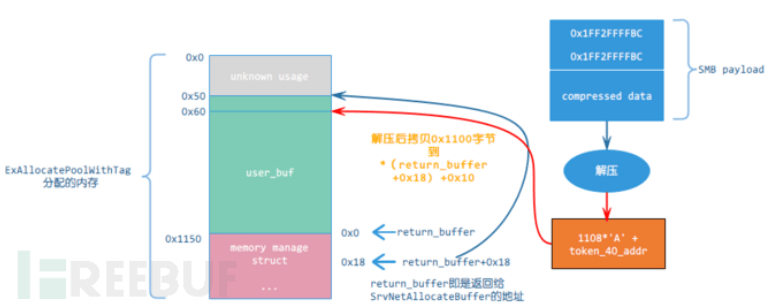 0x1FF2FFFFBC
0x1FF2FFFFBC
compressed data
SMB payload
解压
1108*'A' +
token_40_addr
解压后拷贝0x1100字节
到
*（return_buffer
+0x18）+0x10
0x0
unknown usage
0x50
0x60
user_buf
ExAllocatePoolWithTag
分配的内存
0x1150
memory manage
struct
...
0x0
return_buffer
0x18
return_buffer+0x18
return_buffer即是返回给
SrvNetAllocateBuffer的地址
FREEBUF